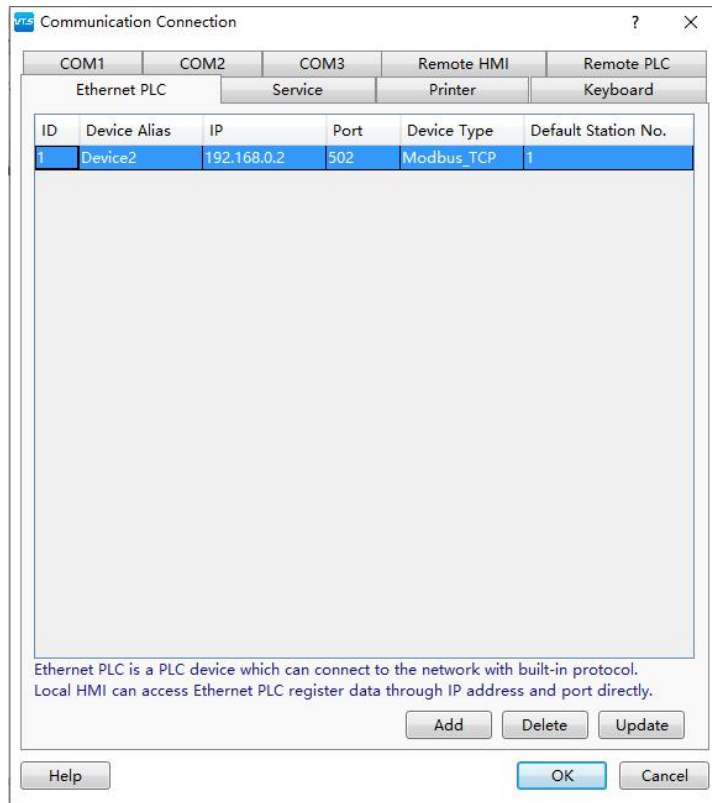 VTS Communication Connection ? X
COM1 COM2 COM3 Remote HMI Remote PLC
Ethernet PLC Service Printer Keyboard
ID Device Alias IP Port Device Type Default Station No.
1 Device2 192.168.0.2 502 Modbus_TCP 1
Ethernet PLC is a PLC device which can connect to the network with built-in protocol.
Local HMI can access Ethernet PLC register data through IP address and port directly.
Add Delete Update
Help OK Cancel